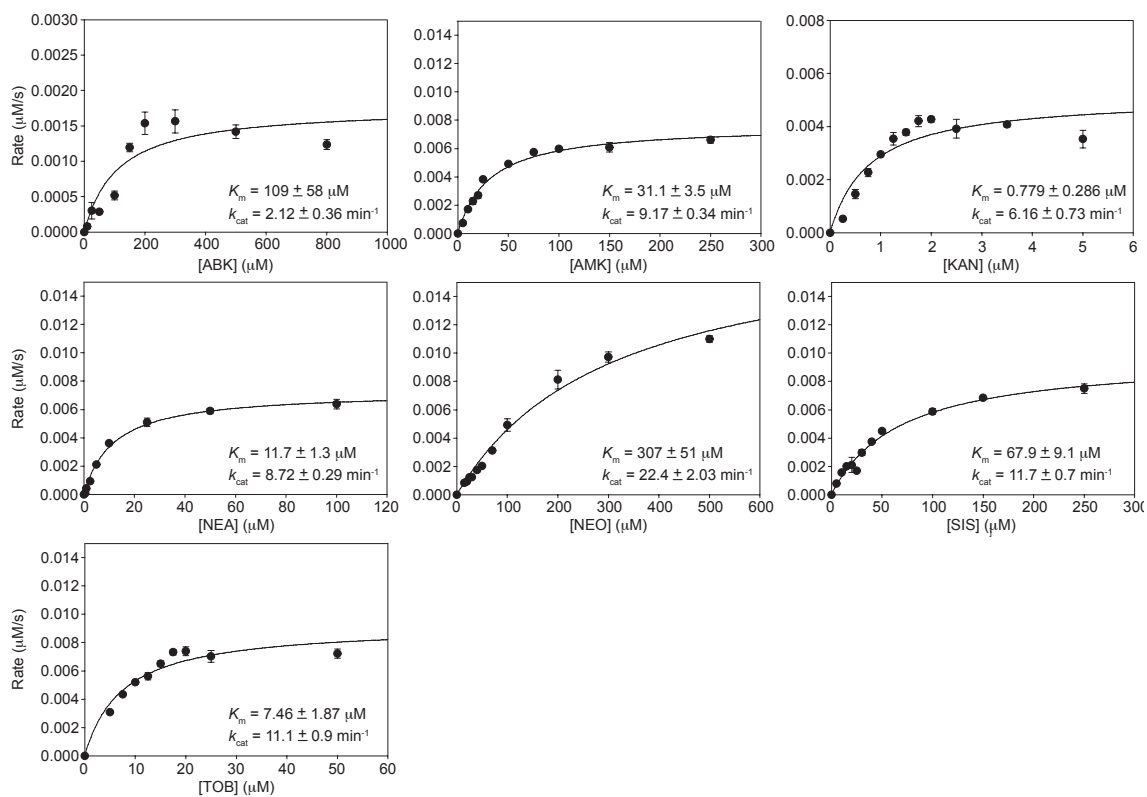 0.0030
0.0025
0.0020
0.0015
0.0010
0.0005
0.0000
Rate (μM/s)
0 200 400 600 800 1000
[ABK] (μM)
Km = 109 ± 58 μM
kcat = 2.12 ± 0.36 min-1
0.014
0.012
0.010
0.008
0.006
0.004
0.002
0.000
0 50 100 150 200 250 300
[AMK] (μM)
Km = 31.1 ± 3.5 μM
kcat = 9.17 ± 0.34 min-1
0.008
0.006
0.004
0.002
0.000
0 1 2 3 4 5 6
[KAN] (μM)
Km = 0.779 ± 0.286 μM
kcat = 6.16 ± 0.73 min-1
0.014
0.012
0.010
0.008
0.006
0.004
0.002
0.000
Rate (μM/s)
0 20 40 60 80 100 120
[NEA] (μM)
Km = 11.7 ± 1.3 μM
kcat = 8.72 ± 0.29 min-1
0.014
0.012
0.010
0.008
0.006
0.004
0.002
0.000
0 100 200 300 400 500 600
[NEO] (μM)
Km = 307 ± 51 μM
kcat = 22.4 ± 2.03 min-1
0.014
0.012
0.010
0.008
0.006
0.004
0.002
0.000
0 50 100 150 200 250 300
[SIS] (μM)
Km = 67.9 ± 9.1 μM
kcat = 11.7 ± 0.7 min-1
0.014
0.012
0.010
0.008
0.006
0.004
0.002
0.000
Rate (μM/s)
0 10 20 30 40 50 60
[TOB] (μM)
Km = 7.46 ± 1.87 μM
kcat = 11.1 ± 0.9 min-1